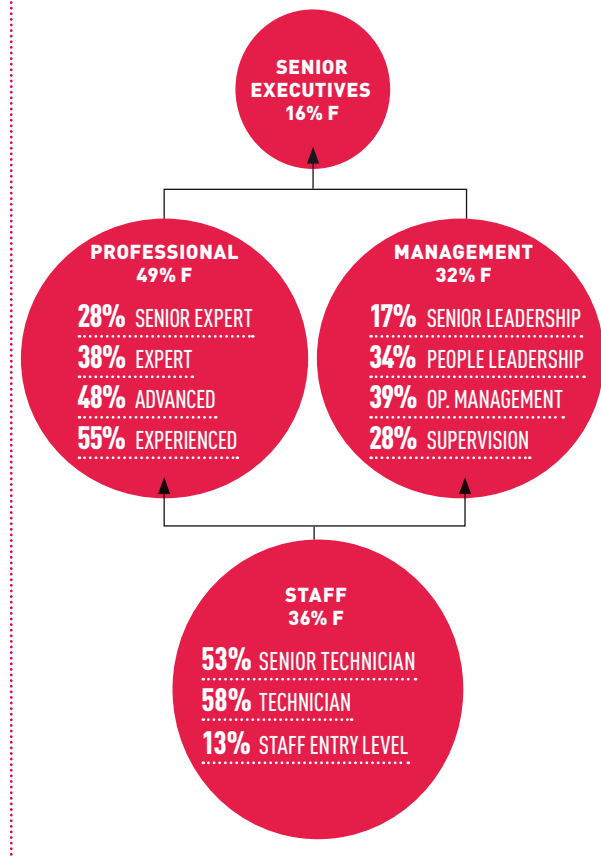 SENIOR
EXECUTIVES
16% F
PROFESSIONAL
49% F
28% SENIOR EXPERT
38% EXPERT
48% ADVANCED
55% EXPERIENCED
MANAGEMENT
32% F
17% SENIOR LEADERSHIP
34% PEOPLE LEADERSHIP
39% OP. MANAGEMENT
28% SUPERVISION
STAFF
36% F
53% SENIOR TECHNICIAN
58% TECHNICIAN
13% STAFF ENTRY LEVEL